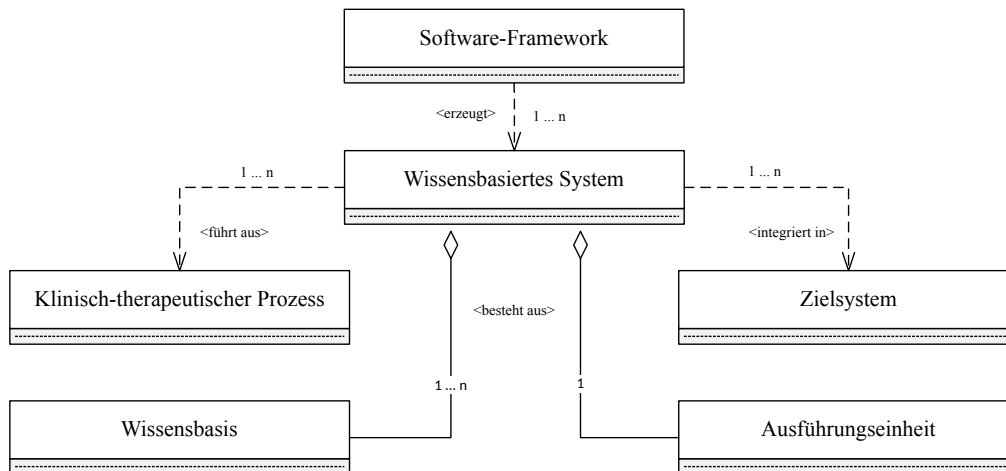 Software-Framework
<erzeugt>
1 ... n
Wissensbasiertes System
1 ... n
1 ... n
<führt aus>
<integriert in>
Klinisch-therapeutischer Prozess
<besteht aus>
Zielsystem
1 ... n
1
Wissensbasis
Ausführungseinheit